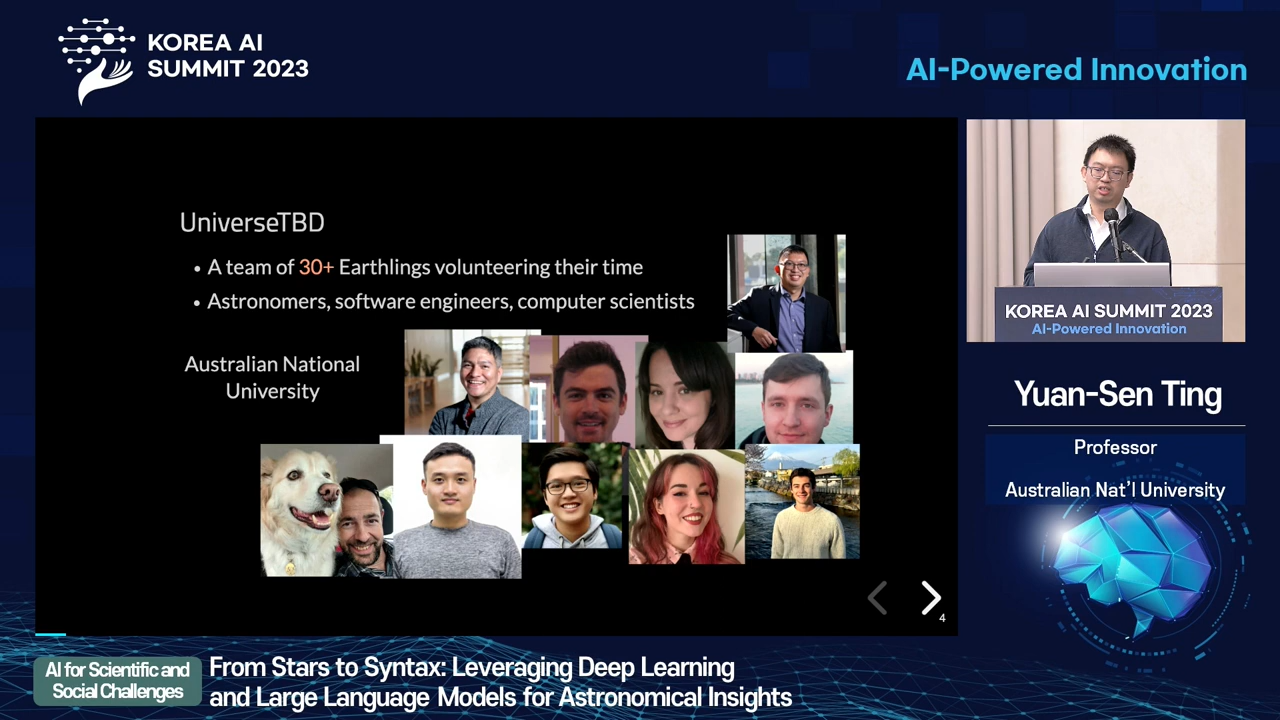 KOREA AI
SUMMIT 2023
AI-Powered Innovation
UniverseTBD
• A team of 30+ Earthlings volunteering their time
• Astronomers, software engineers, computer scientists
Australian National
University
4
KOREA AI SUMMIT 2023
AI-Powered Innovation
Yuan-Sen Ting
Professor
Australian Nat'l University
AI for Scientific and
Social Challenges
From Stars to Syntax: Leveraging Deep Learning
and Large Language Models for Astronomical Insights